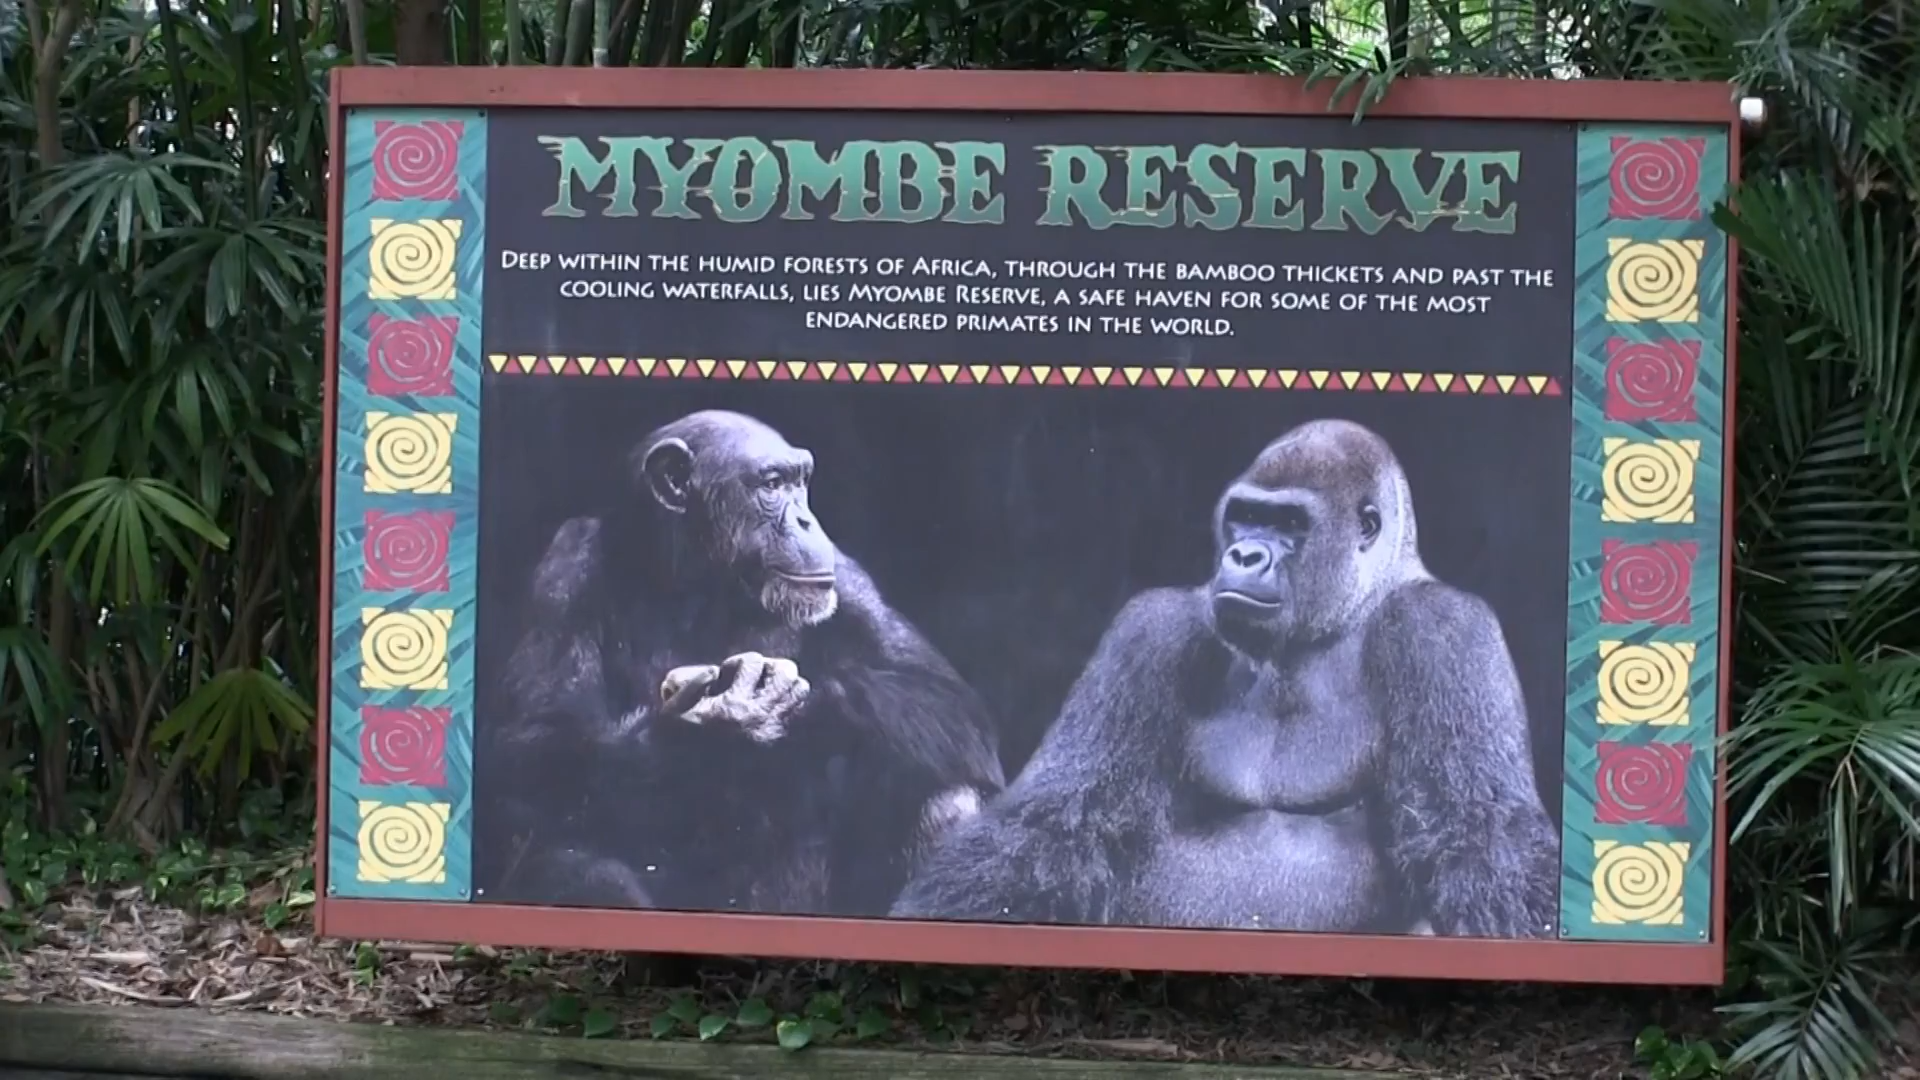 MYOMBE RESERVE
DEEP WITHIN THE HUMID FORESTS OF AFRICA, THROUGH THE BAMBOO THICKETS AND PAST THE
COOLING WATERFALLS, LIES MYOMBE RESERVE, A SAFE HAVEN FOR SOME OF THE MOST
ENDANGERED PRIMATES IN THE WORLD.